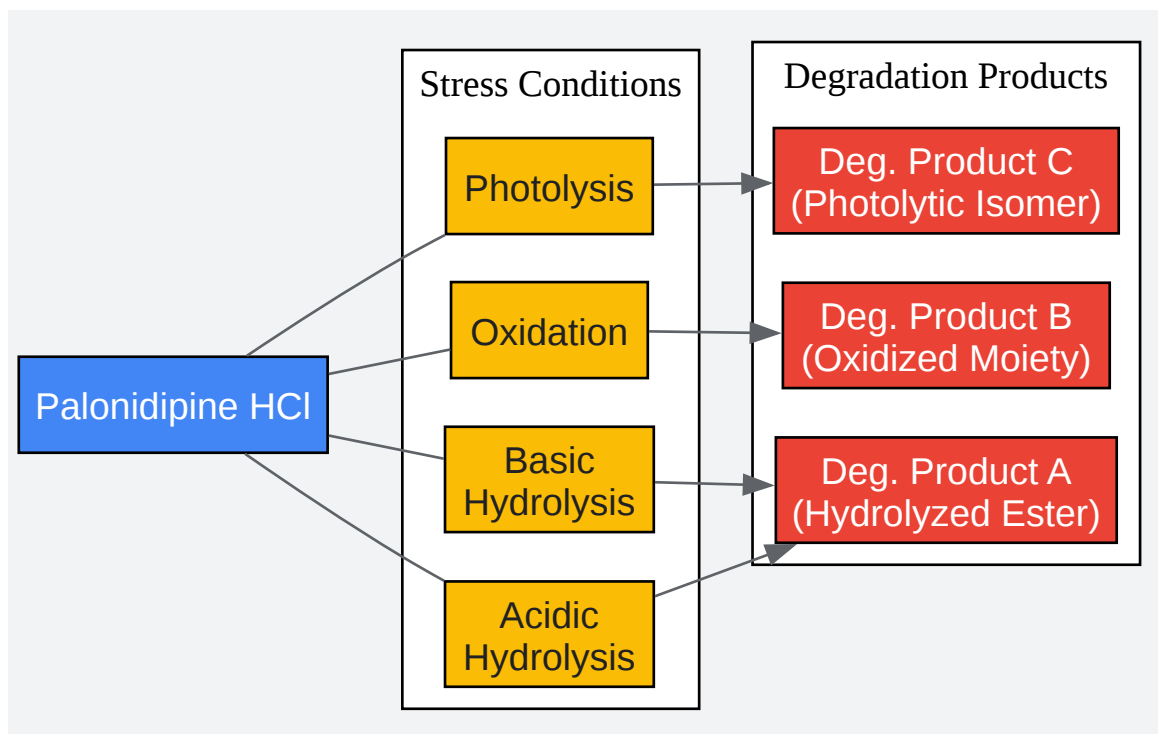 Stress Conditions
Degradation Products
Photolysis
Deg. Product C
(Photolytic Isomer)
Oxidation
Deg. Product B
(Oxidized Moiety)
Palonidipine HCl
Basic
Hydrolysis
Deg. Product A
(Hydrolyzed Ester)
Acidic
Hydrolysis